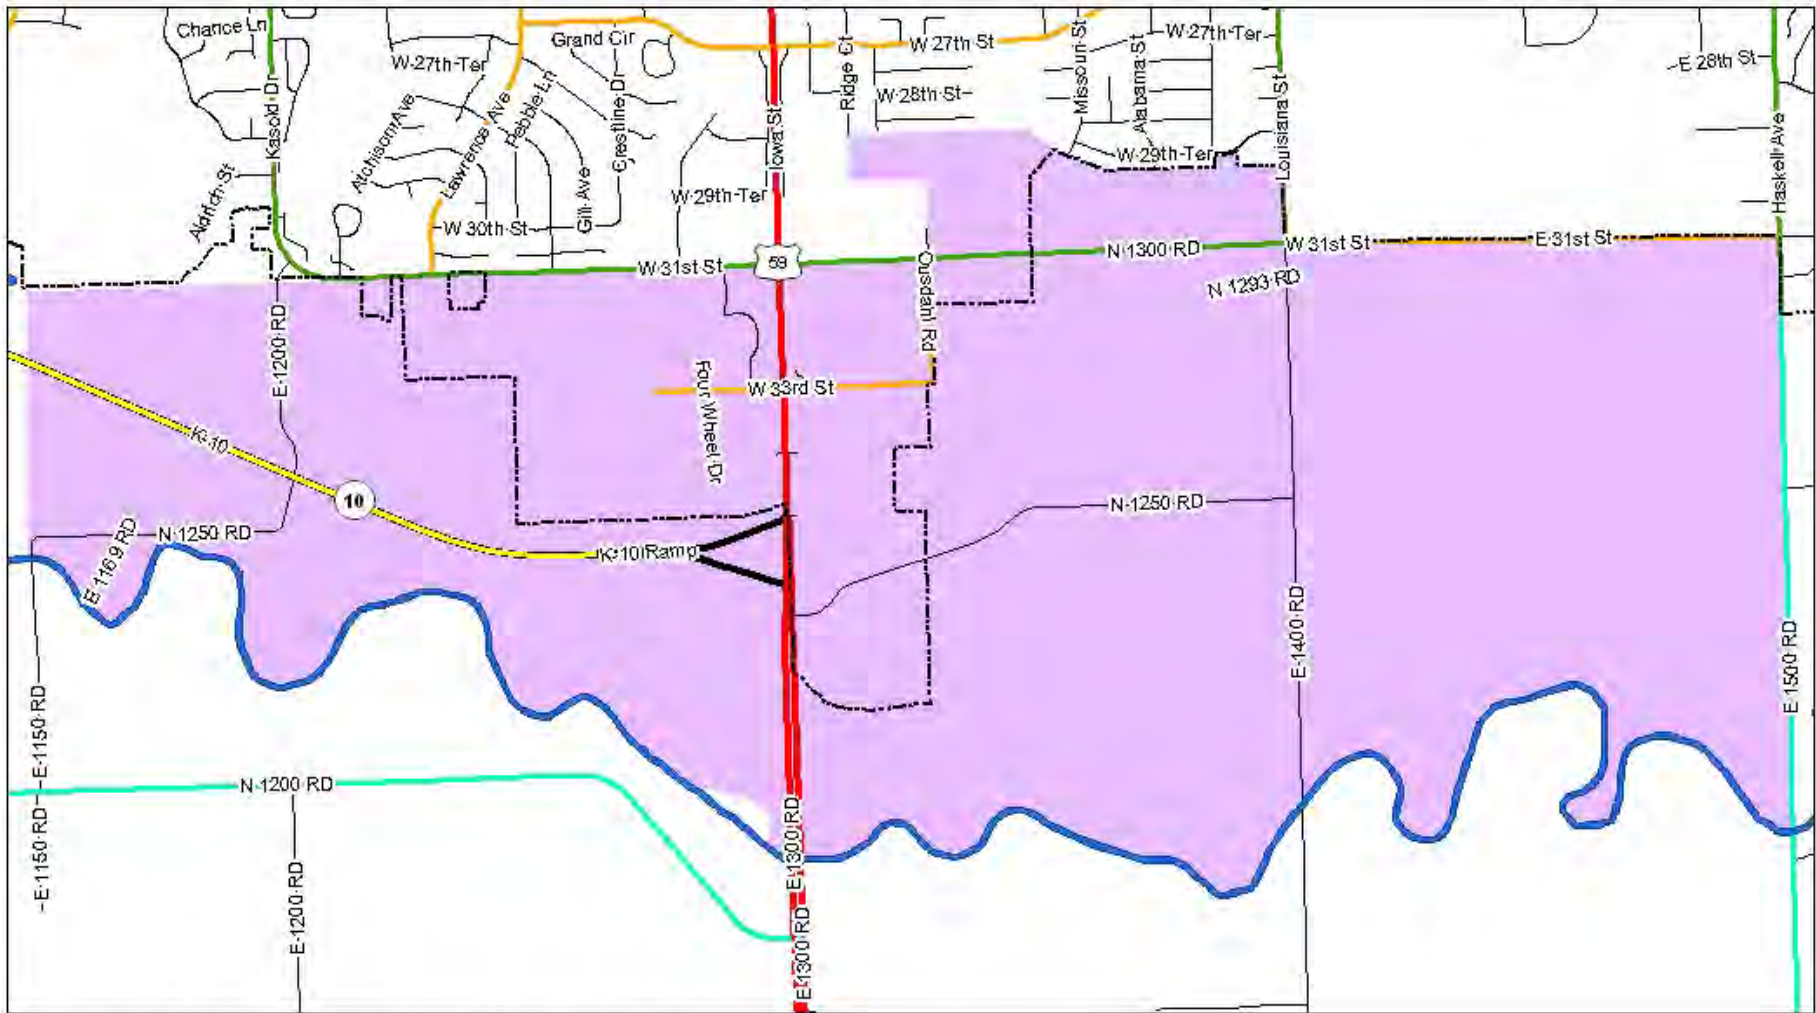 Chance Ln
Grand Cir
W 27th St
W 27th Ter
W 27th Ter
E 28th St
Kasold Dr
Atchison Ave
Lawrence Ave
Pebble Ln
Crestline Dr
Iowa St
Ridge Ct
W 28th St
Missouri St
Alabama St
Louisiana St
Haskell Ave
Aldrich St
Gill Ave
W 29th Ter
W 29th Ter
W 30th St
W 31st St
59
N 1300 RD
W 31st St
E 31st St
Ousdahl Rd
N 1293 RD
E 1200 RD
Four Wheel Dr
W 33rd St
K-10
10
N 1250 RD
N 1250 RD
E 1169 RD
K-10 Ramp
E 1400 RD
E 1500 RD
E 1150 RD
E 1150 RD
N 1200 RD
E 1200 RD
E 1300 RD
E 1300 RD